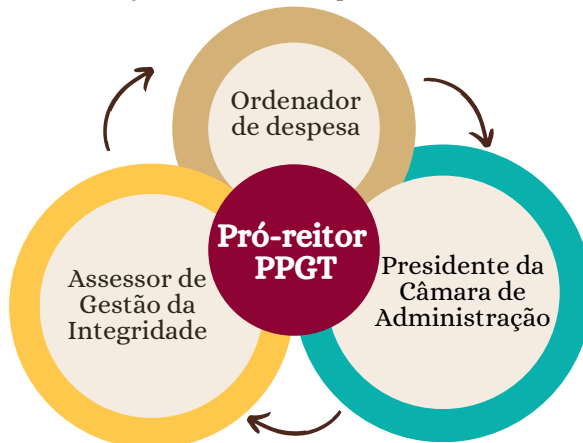 Ordenador
de despesa
Pró-reitor
PPGT
Assessor de
Gestão da
Integridade
Presidente da
Câmara de
Administração